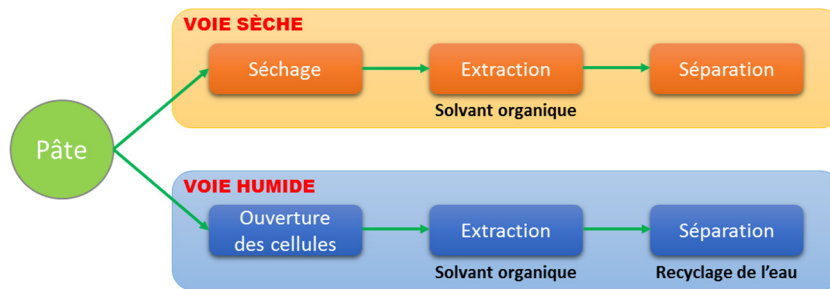 VOIE SÈCHE
Séchage
Extraction
Séparation
Solvant organique
Pâte
VOIE HUMIDE
Ouverture
des cellules
Extraction
Séparation
Solvant organique
Recyclage de l'eau